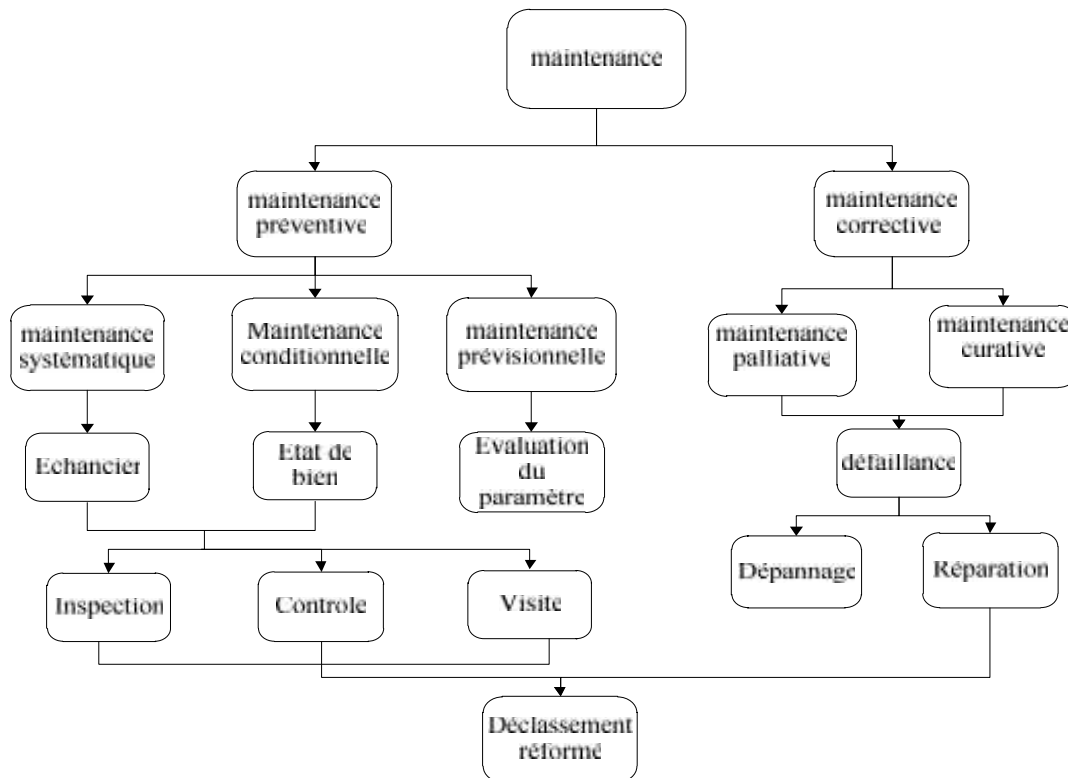 maintenance
maintenance
préventive
maintenance
corrective
maintenance
systématique
Maintenance
conditionnelle
maintenance
prévisionnelle
maintenance
palliative
maintenance
curative
Echancier
Etat de
bien
Evaluation
du
paramètre
défaillance
Dépannage
Réparation
Inspection
Controle
Visite
Déclassement
réformé